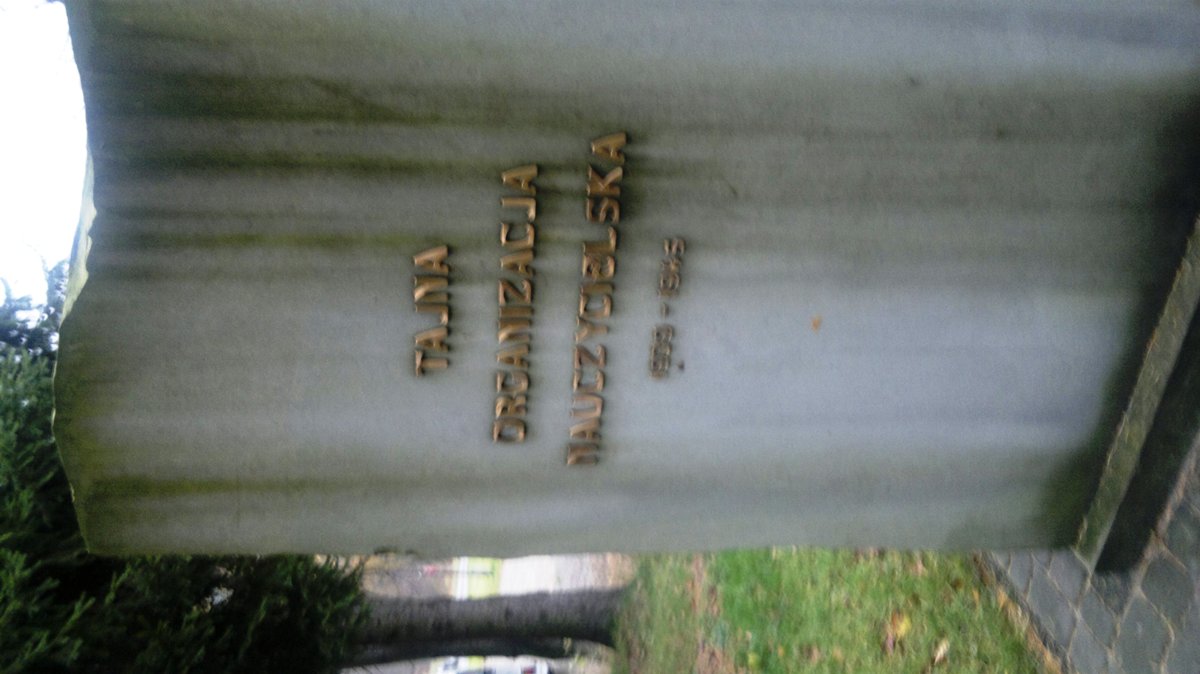 TAJNA
ORGANIZACJA
NAUCZYCIELSKA
1939 - 1945